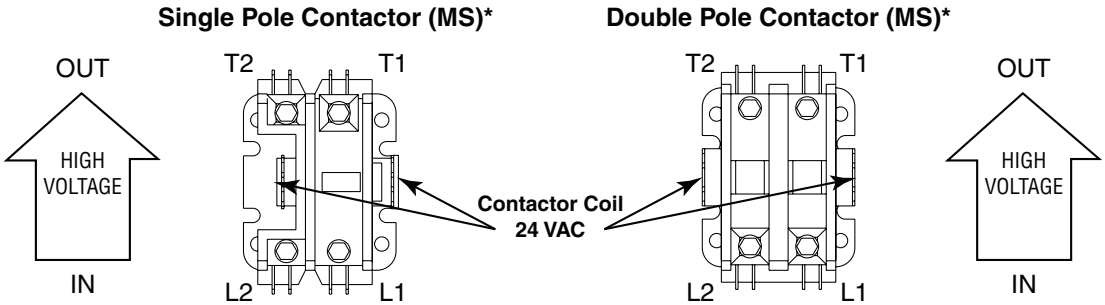 Single Pole Contactor (MS)*
Double Pole Contactor (MS)*
OUT
T2
T1
T2
T1
OUT
HIGH
VOLTAGE
HIGH
VOLTAGE
Contactor Coil
24 VAC
IN
L2
L1
L2
L1
IN